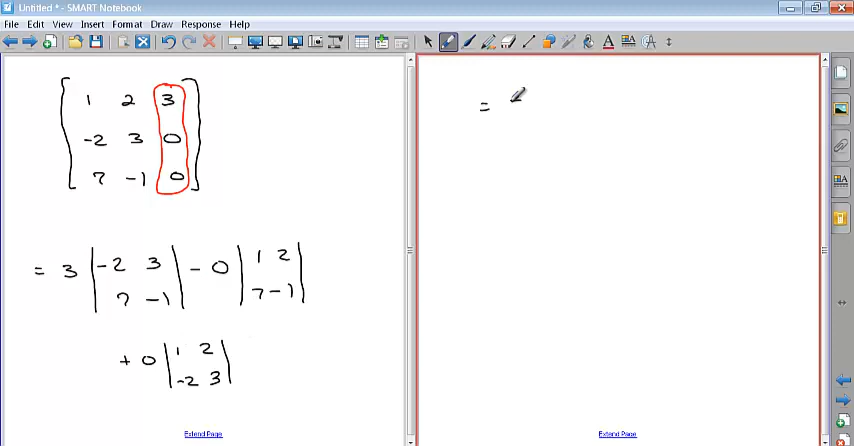 Untitled * - SMART Notebook
File Edit View Insert Format Draw Response Help
1 2 3
-2 3 0
7 -1 0
= 3 |-2 3| - 0 |1 2|
|7 -1| |7 -1|
+ 0 |1 2|
|-2 3|
Extend Page
=
Extend Page